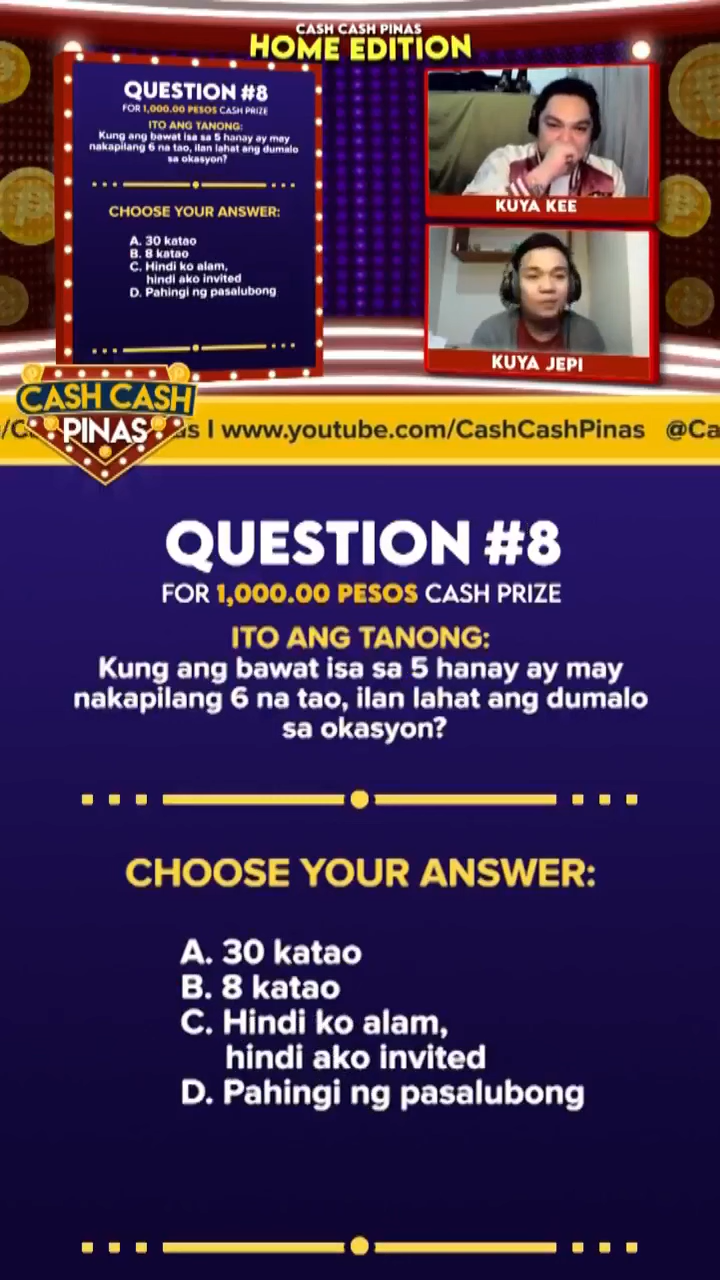 CASH CASH PINAS
HOME EDITION
QUESTION #8
FOR 1,000.00 PESOS CASH PRIZE
ITO ANG TANONG:
Kung ang bawat isa sa 5 hanay ay may
nakapilang 6 na tao, ilan lahat ang dumalo
sa okasyon?
CHOOSE YOUR ANSWER:
A. 30 katao
B. 8 katao
C. Hindi ko alam,
hindi ako invited
D. Pahingi ng pasalubong
KUYA KEE
KUYA JEPI
CASH CASH
PINAS
as | www.youtube.com/CashCashPinas @Ca
QUESTION #8
FOR 1,000.00 PESOS CASH PRIZE
ITO ANG TANONG:
Kung ang bawat isa sa 5 hanay ay may
nakapilang 6 na tao, ilan lahat ang dumalo
sa okasyon?
CHOOSE YOUR ANSWER:
A. 30 katao
B. 8 katao
C. Hindi ko alam,
hindi ako invited
D. Pahingi ng pasalubong